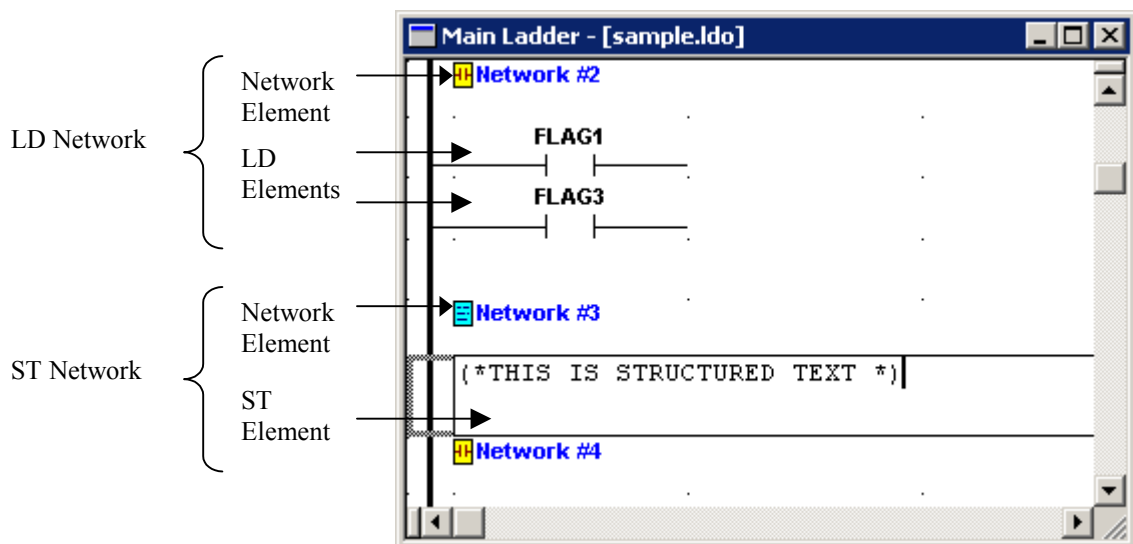 Main Ladder - [sample.ldo]
LD Network
Network
Element
Network #2
LD
Elements
FLAG1
FLAG3
ST Network
Network
Element
Network #3
ST
Element
(*THIS IS STRUCTURED TEXT *)
Network #4